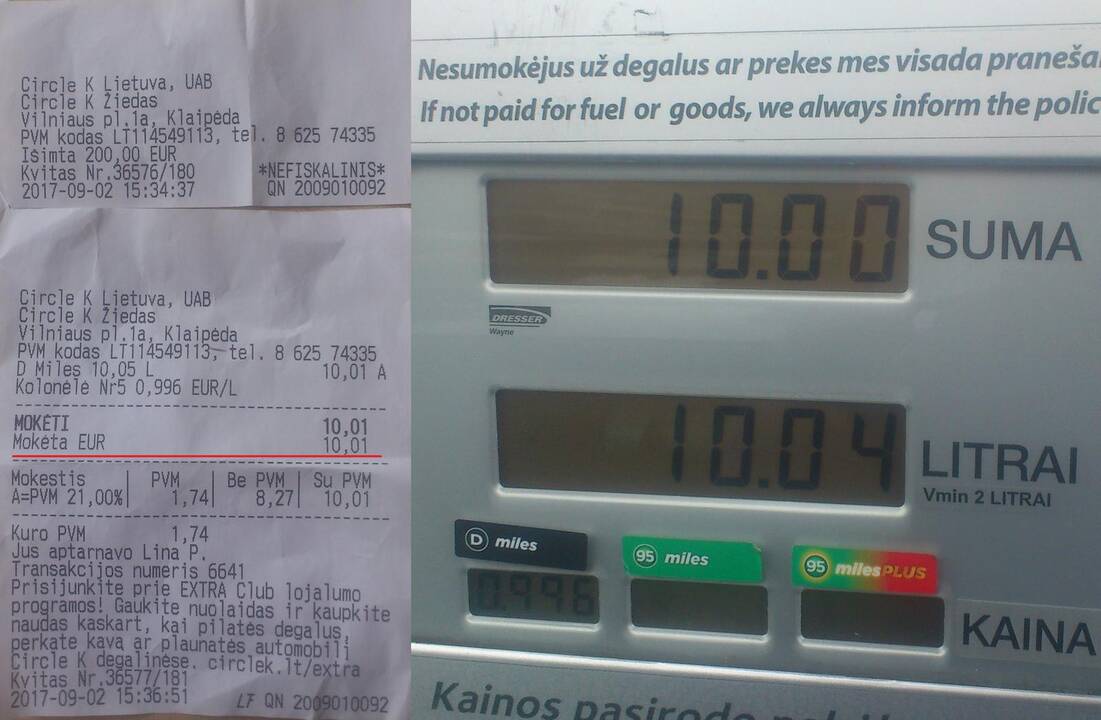 Circle K Lietuva, UAB
Circle K Žiedas
Vilniaus pl.1a, Klaipėda
PVM kodas LT114549113, tel. 8 625 74335
Išimta 200,00 EUR
Kvitas Nr.36576/180 *NEFISKALINIS*
2017-09-02 15:34:37 QN 2009010092
Circle K Lietuva, UAB
Circle K Žiedas
Vilniaus pl.1a, Klaipėda
PVM kodas LT114549113, tel. 8 625 74335
D Miles 10,05 L 10,01 A
Kolonėlė Nr5 0,996 EUR/L
MOKĖTI 10,01
Mokėta EUR 10,01
Mokestis PVM Be PVM Su PVM
A=PVM 21,00% 1,74 8,27 10,01
Kuro PVM 1,74
Jus aptarnavo Lina P.
Transakcijos numeris 6641
Prisijunkite prie EXTRA Club lojalumo
programos! Gaukite nuolaidas ir kaupkite
naudas kaskart, kai pilatės degalus,
perkate kavą ar plaunatės automobilį
Circle K degalinėse. circlek.lt/extra
Kvitas Nr.36577/181
2017-09-02 15:36:51 LF QN 2009010092
Nesumokėjus už degalus ar prekes mes visada praneša
If not paid for fuel or goods, we always inform the polic
10.00 SUMA
DRESSER
Wayne
10.04 LITRAI
Vmin 2 LITRAI
D miles
95 miles
95 miles PLUS
0.996 KAINA
Kainos pasirodo